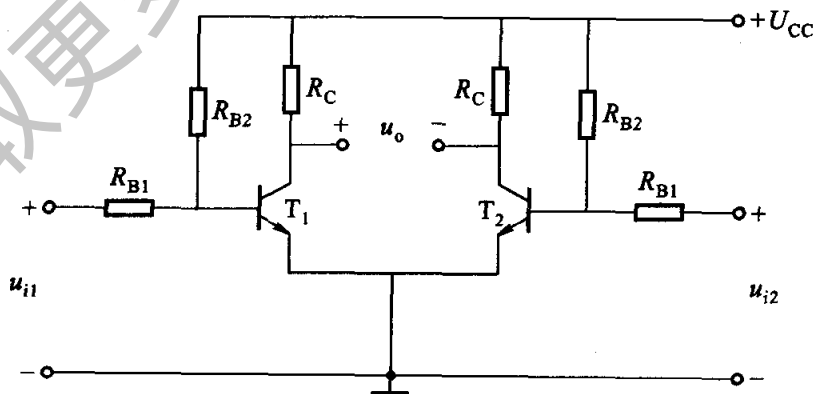 +U_CC
R_C
R_C
R_B2
R_B2
+ u_o −
R_B1
R_B1
+
T_1
T_2
+
u_i1
u_i2
−
−